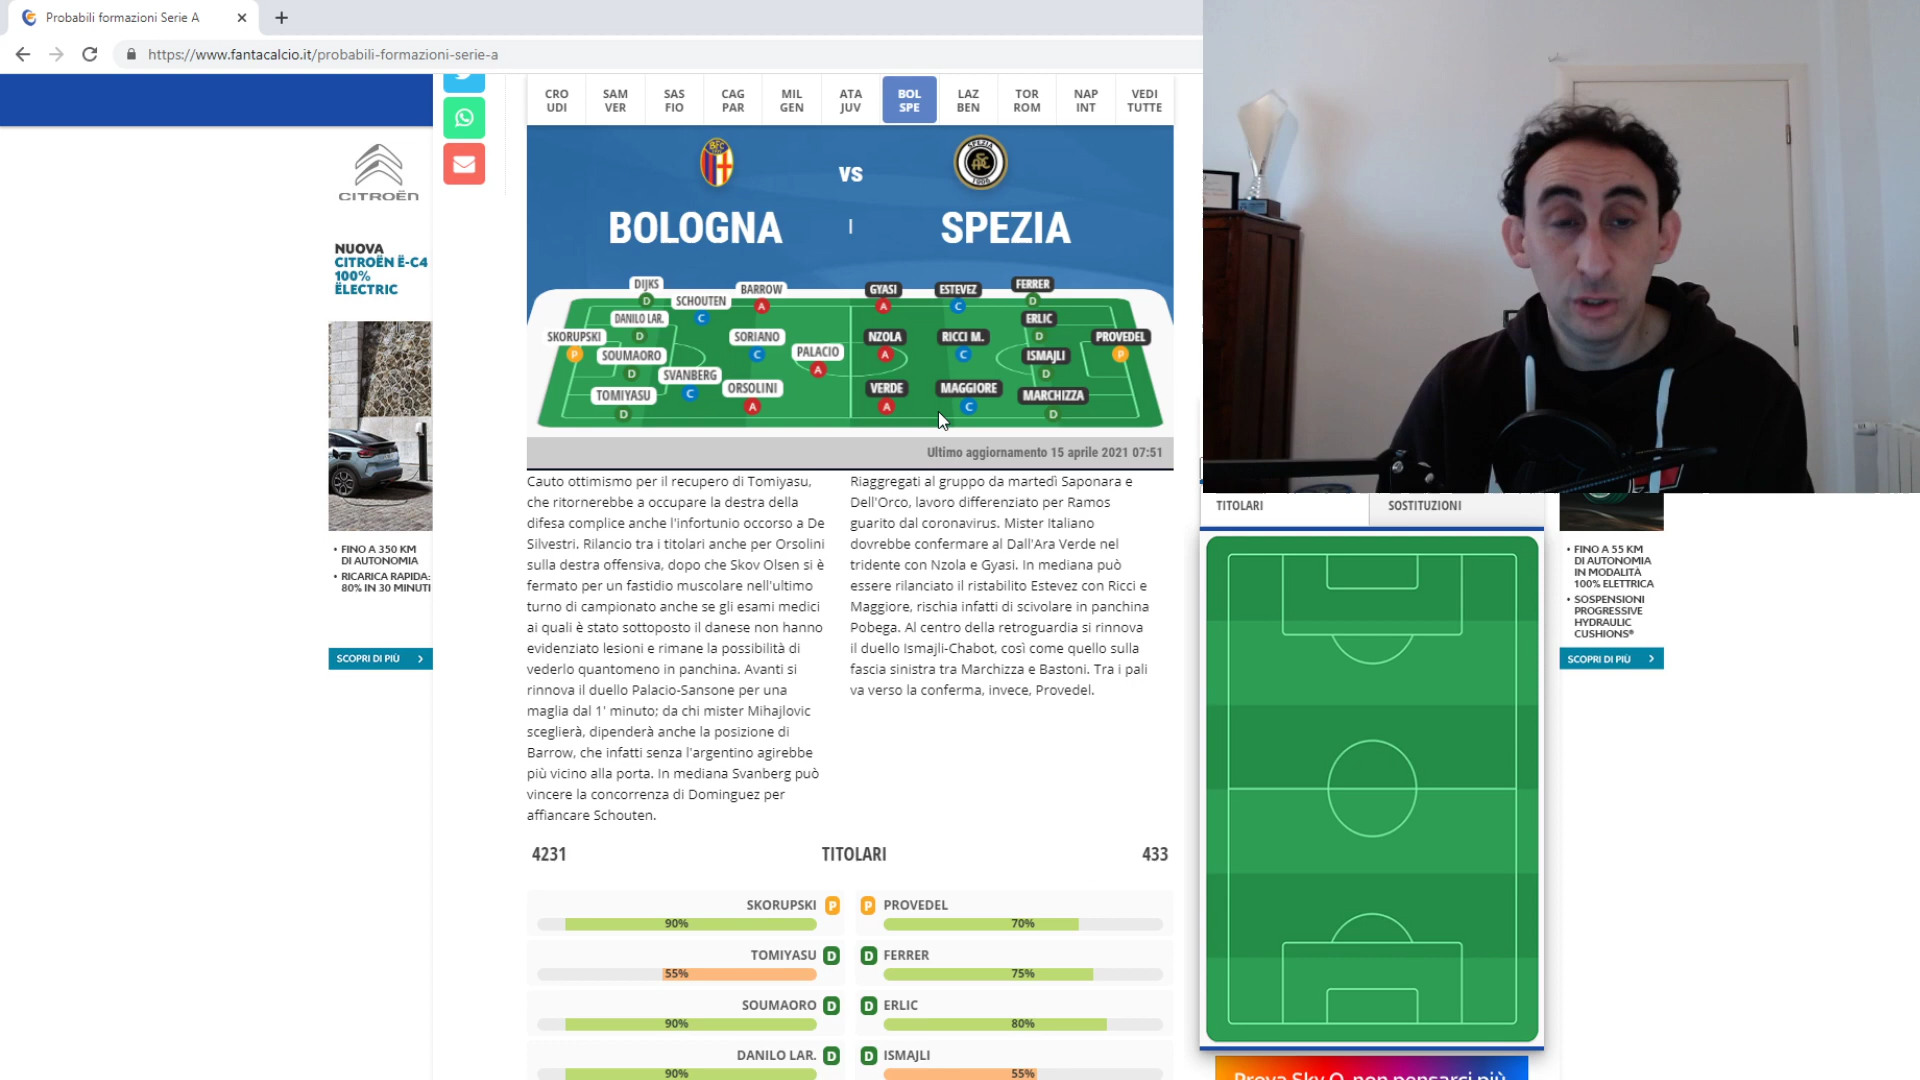 Probabili formazioni Serie A
https://www.fantacalcio.it/probabili-formazioni-serie-a
CRO UDI
SAM VER
SAS FIO
CAG PAR
MIL GEN
ATA JUV
BOL SPE
LAZ BEN
TOR ROM
NAP INT
VEDI TUTTE
VS
BOLOGNA
SPEZIA
DIJKS
D
SCHOUTEN
C
BARROW
A
DANILO LAR.
D
SKORUPSKI
P
SORIANO
C
SOUMAORO
D
PALACIO
A
SVANBERG
C
TOMIYASU
D
ORSOLINI
A
GYASI
A
ESTEVEZ
C
FERRER
D
ERLIC
D
NZOLA
A
RICCI M.
C
PROVEDEL
P
ISMAJLI
D
VERDE
A
MAGGIORE
C
MARCHIZZA
D
Ultimo aggiornamento 15 aprile 2021 07:51
Cauto ottimismo per il recupero di Tomiyasu,
che ritornerebbe a occupare la destra della
difesa complice anche l'infortunio occorso a De
Silvestri. Rilancio tra i titolari anche per Orsolini
sulla destra offensiva, dopo che Skov Olsen si è
fermato per un fastidio muscolare nell'ultimo
turno di campionato anche se gli esami medici
ai quali è stato sottoposto il danese non hanno
evidenziato lesioni e rimane la possibilità di
vederlo quantomeno in panchina. Avanti si
rinnova il duello Palacio-Sansone per una
maglia dal 1' minuto; da chi mister Mihajlovic
sceglierà, dipenderà anche la posizione di
Barrow, che infatti senza l'argentino agirebbe
più vicino alla porta. In mediana Svanberg può
vincere la concorrenza di Dominguez per
affiancare Schouten.
Riaggregati al gruppo da martedì Saponara e
Dell'Orco, lavoro differenziato per Ramos
guarito dal coronavirus. Mister Italiano
dovrebbe confermare al Dall'Ara Verde nel
tridente con Nzola e Gyasi. In mediana può
essere rilanciato il ristabilito Estevez con Ricci e
Maggiore, rischia infatti di scivolare in panchina
Pobega. Al centro della retroguardia si rinnova
il duello Ismajli-Chabot, così come quello sulla
fascia sinistra tra Marchizza e Bastoni. Tra i pali
va verso la conferma, invece, Provedel.
4231 TITOLARI 433
SKORUPSKI P
90%
P PROVEDEL
70%
TOMIYASU D
55%
D FERRER
75%
SOUMAORO D
90%
D ERLIC
80%
DANILO LAR. D
90%
D ISMAJLI
55%
CITROËN
NUOVA
CITROËN Ë-C4
100%
ËLECTRIC
• FINO A 350 KM
DI AUTONOMIA
• RICARICA RAPIDA:
80% IN 30 MINUTI
SCOPRI DI PIÙ
TITOLARI
SOSTITUZIONI
• FINO A 55 KM
DI AUTONOMIA
IN MODALITÀ
100% ELETTRICA
• SOSPENSIONI
PROGRESSIVE
HYDRAULIC
CUSHIONS®
SCOPRI DI PIÙ
Prova Sky Q, non pensarci più